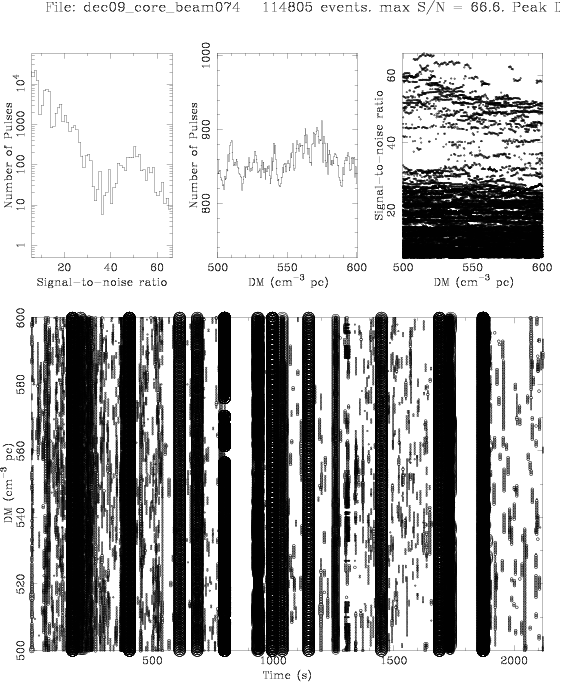 File: dec09_core_beam074 114805 events. max S/N = 66.6. Peak D
Number of Pulses
10⁴
1000
100
10
1
20 40 60
Signal-to-noise ratio
Number of Pulses
1000
900
800
500 550 600
DM (cm⁻³ pc)
Signal-to-noise ratio
60
40
20
500 550 600
DM (cm⁻³ pc)
DM (cm⁻³ pc)
600
580
560
540
520
500
500 1000 1500 2000
Time (s)